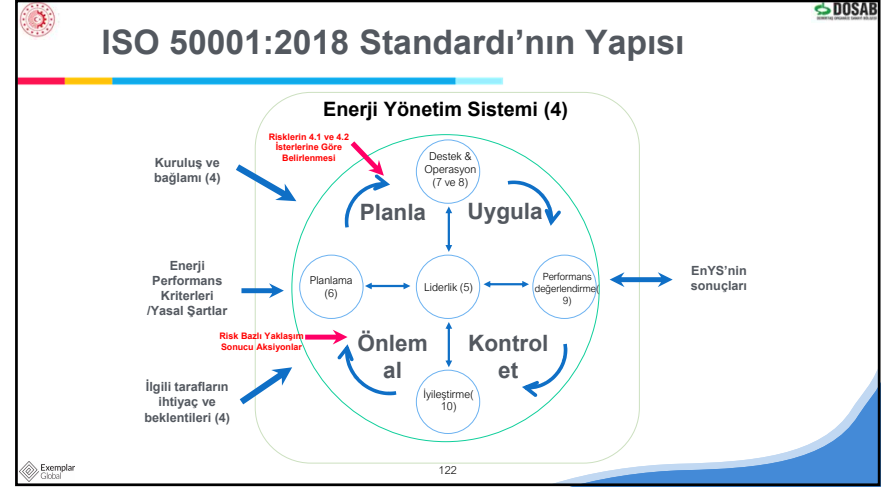 DOSAB
ISO 50001:2018 Standardı’nın Yapısı
Enerji Yönetim Sistemi (4)
Risklerin 4.1 ve 4.2
İsterlerine Göre
Belirlenmesi
Kuruluş ve
bağlamı (4)
Destek &
Operasyon
(7 ve 8)
Planla
Uygula
Enerji
Performans
Kriterleri
/Yasal Şartlar
Planlama
(6)
Liderlik (5)
Performans
değerlendirme(
9)
EnYS’nin
sonuçları
Risk Bazlı Yaklaşım
Sonucu Aksiyonlar
Önlem
al
Kontrol
et
İlgili tarafların
ihtiyaç ve
beklentileri (4)
İyileştirme(
10)
Exemplar
Global
122